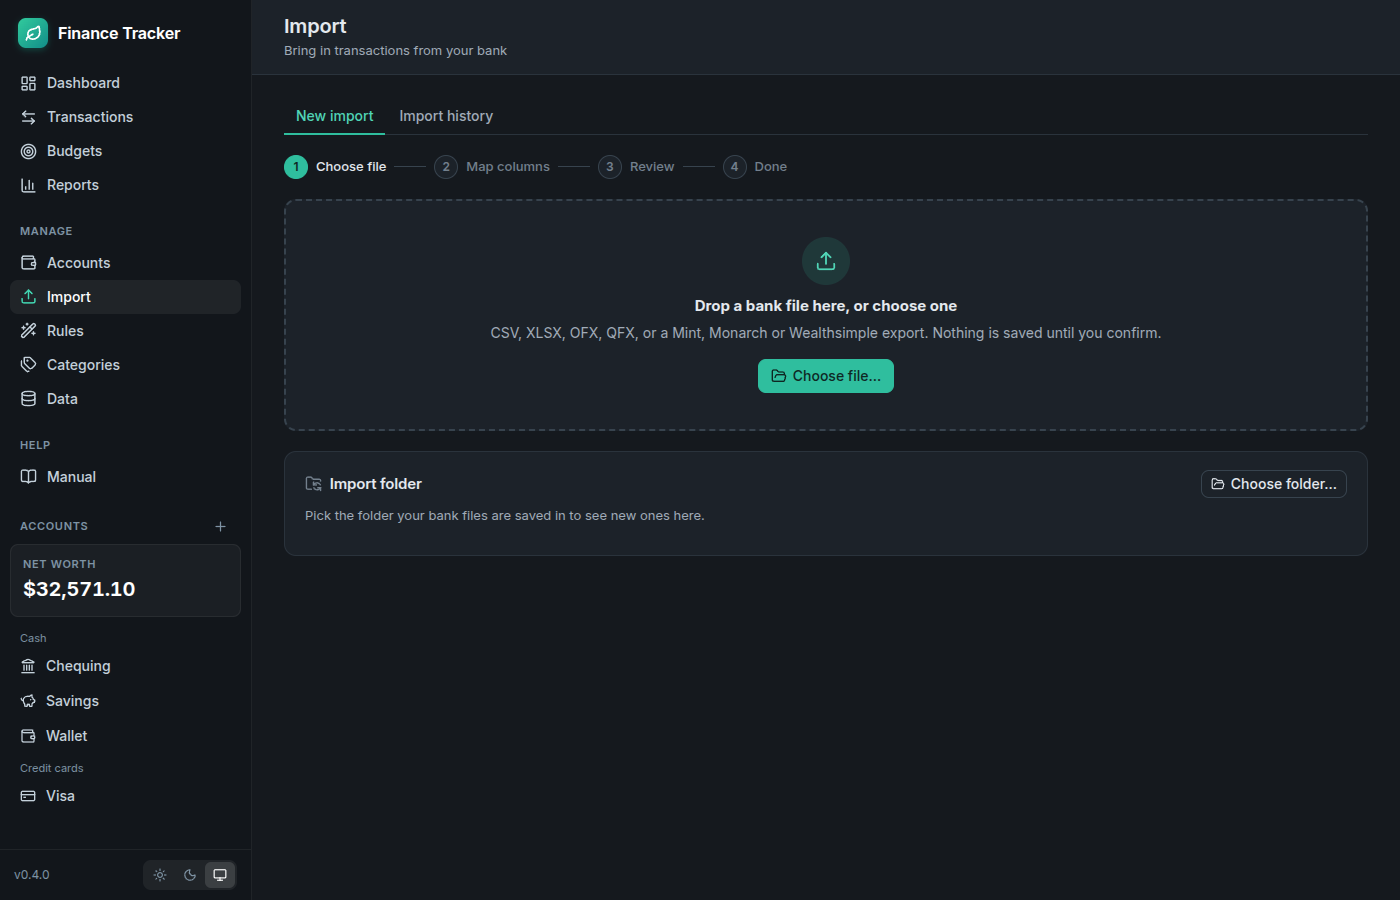 Finance Tracker
Dashboard
Transactions
Budgets
Reports
MANAGE
Accounts
Import
Rules
Categories
Data
HELP
Manual
ACCOUNTS
NET WORTH
$32,571.10
Cash
Chequing
Savings
Wallet
Credit cards
Visa
v0.4.0
Import
Bring in transactions from your bank
New import
Import history
1 Choose file
2 Map columns
3 Review
4 Done
Drop a bank file here, or choose one
CSV, XLSX, OFX, QFX, or a Mint, Monarch or Wealthsimple export. Nothing is saved until you confirm.
Choose file...
Import folder
Choose folder...
Pick the folder your bank files are saved in to see new ones here.